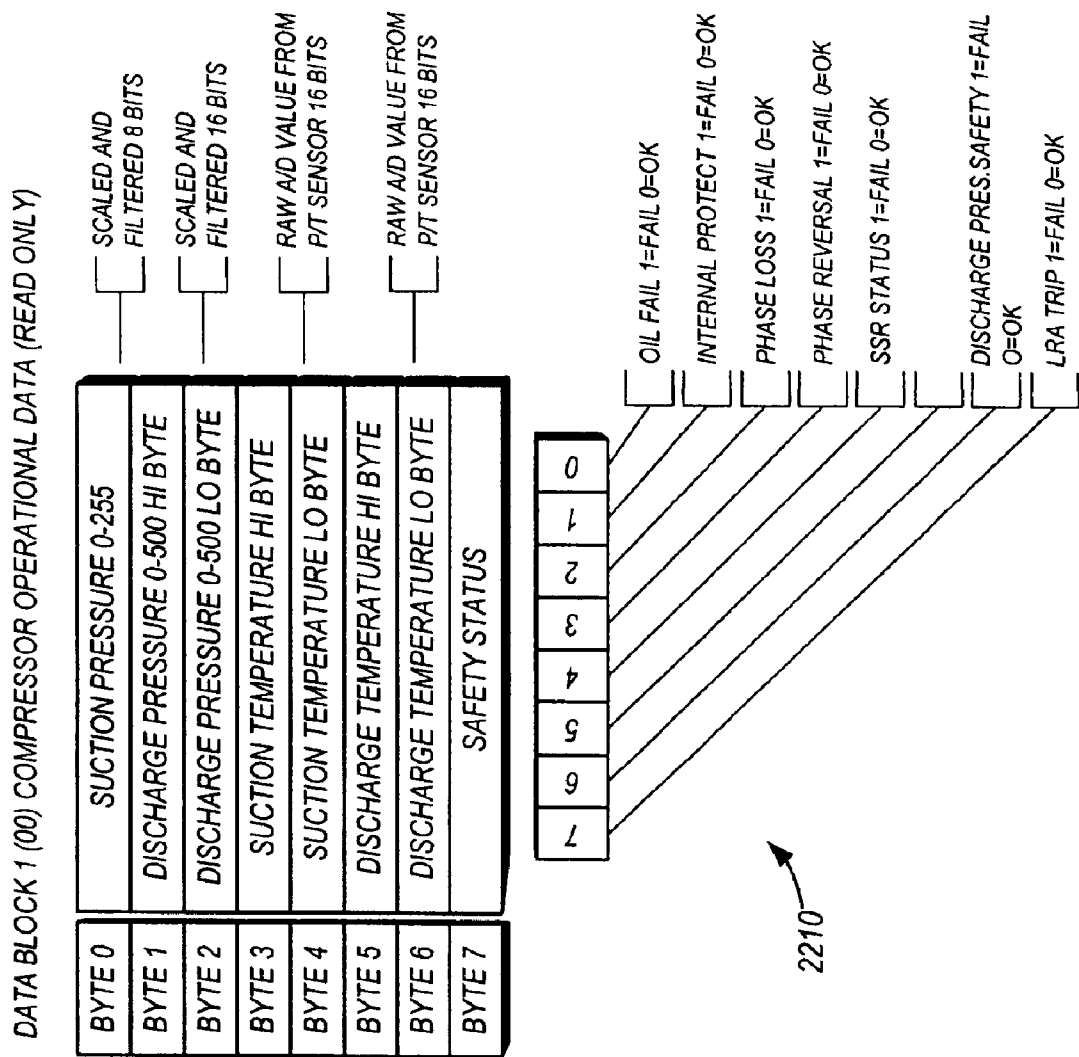 DATA BLOCK 1 (00) COMPRESSOR OPERATIONAL DATA (READ ONLY)
BYTE 0
SUCTION PRESSURE 0-255
SCALED AND
FILTERED 8 BITS
BYTE 1
DISCHARGE PRESSURE 0-500 HI BYTE
BYTE 2
DISCHARGE PRESSURE 0-500 LO BYTE
SCALED AND
FILTERED 16 BITS
BYTE 3
SUCTION TEMPERATURE HI BYTE
BYTE 4
SUCTION TEMPERATURE LO BYTE
RAW A/D VALUE FROM
P/T SENSOR 16 BITS
BYTE 5
DISCHARGE TEMPERATURE HI BYTE
BYTE 6
DISCHARGE TEMPERATURE LO BYTE
RAW A/D VALUE FROM
P/T SENSOR 16 BITS
BYTE 7
SAFETY STATUS
7 6 5 4 3 2 1 0
OIL FAIL 1=FAIL 0=OK
INTERNAL PROTECT 1=FAIL 0=OK
PHASE LOSS 1=FAIL 0=OK
PHASE REVERSAL 1=FAIL 0=OK
SSR STATUS 1=FAIL 0=OK
DISCHARGE PRES.SAFETY 1=FAIL
O=OK
LRA TRIP 1=FAIL 0=OK
2210